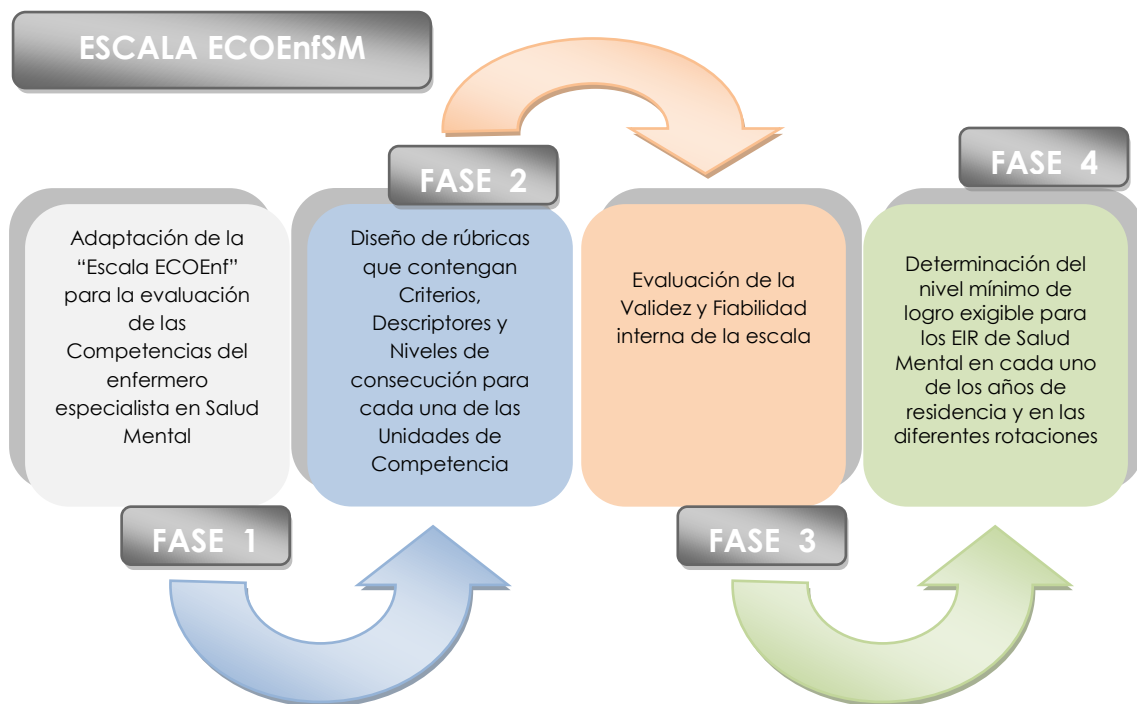 ESCALA ECOEnfSM
FASE 1
Adaptación de la
“Escala ECOEnf”
para la evaluación
de las
Competencias del
enfermero
especialista en Salud
Mental
FASE 2
Diseño de rúbricas
que contengan
Criterios,
Descriptores y
Niveles de
consecución para
cada una de las
Unidades de
Competencia
FASE 3
Evaluación de la
Validez y Fiabilidad
interna de la escala
FASE 4
Determinación del
nivel mínimo de
logro exigible para
los EIR de Salud
Mental en cada uno
de los años de
residencia y en las
diferentes rotaciones